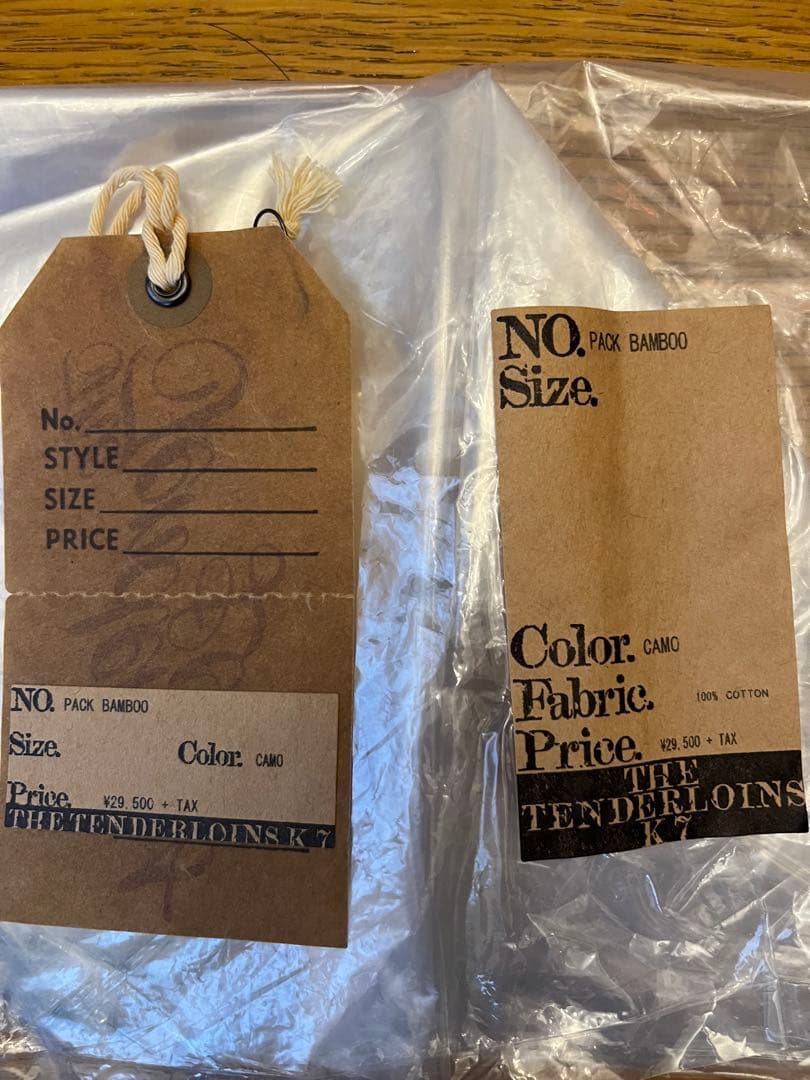 No.
STYLE
SIZE
PRICE
NO. PACK BAMBOO
Size. Color. CAMO
Price. ¥29,500 + TAX
THE TENDERLOINS K 7
NO. PACK BAMBOO
Size.
Color. CAMO
Fabric. 100% COTTON
Price. ¥29,500 + TAX
THE
TENDERLOINS
K 7